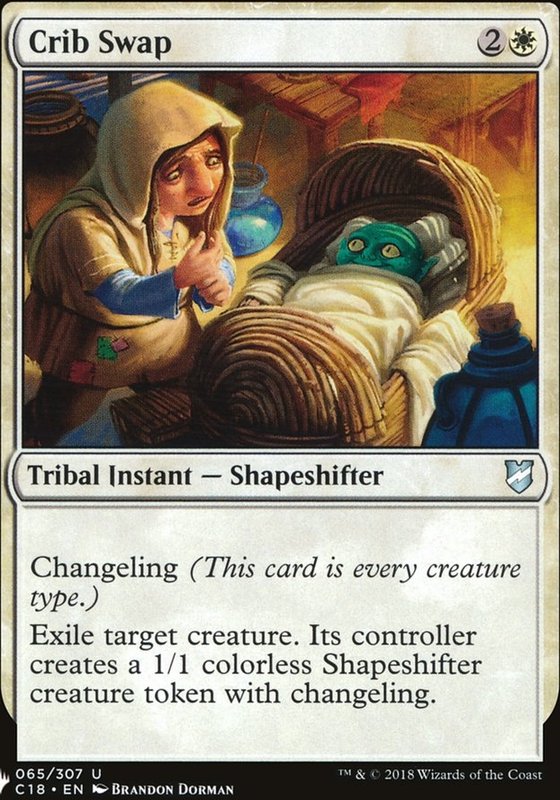 Crib Swap 2
Tribal Instant — Shapeshifter
Changeling (This card is every creature
type.)
Exile target creature. Its controller
creates a 1/1 colorless Shapeshifter
creature token with changeling.
065/307 U
C18 • EN Brandon Dorman
™ & © 2018 Wizards of the Coast